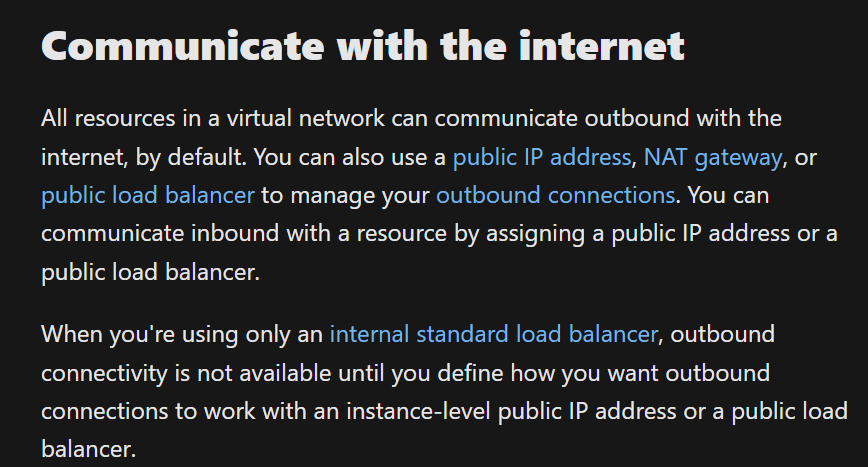 Communicate with the internet
All resources in a virtual network can communicate outbound with the
internet, by default. You can also use a public IP address, NAT gateway, or
public load balancer to manage your outbound connections. You can
communicate inbound with a resource by assigning a public IP address or a
public load balancer.
When you're using only an internal standard load balancer, outbound
connectivity is not available until you define how you want outbound
connections to work with an instance-level public IP address or a public load
balancer.